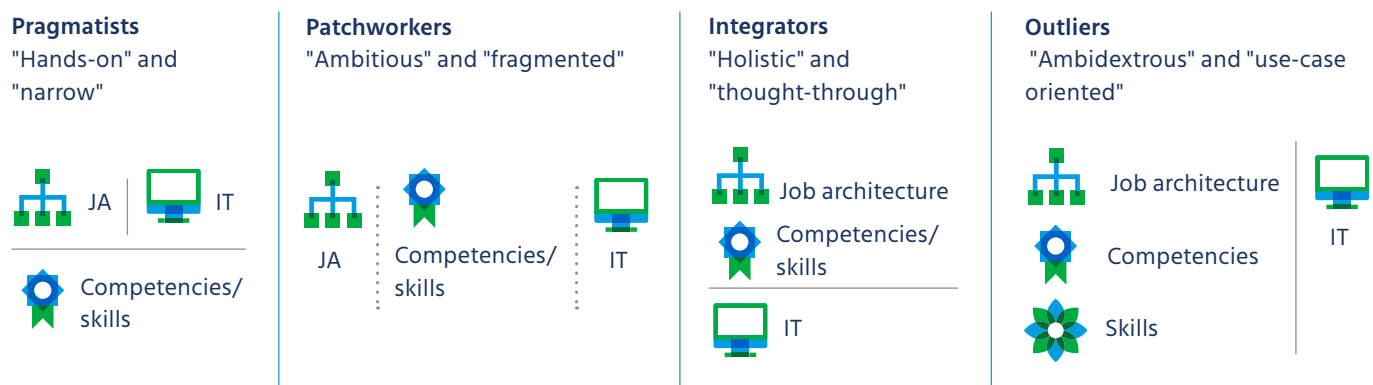 Pragmatists
"Hands-on" and
"narrow"
JA
IT
Competencies/
skills
Patchworkers
"Ambitious" and "fragmented"
JA
Competencies/
skills
IT
Integrators
"Holistic" and
"thought-through"
Job architecture
Competencies/
skills
IT
Outliers
"Ambidextrous" and "use-case
oriented"
Job architecture
Competencies
Skills
IT